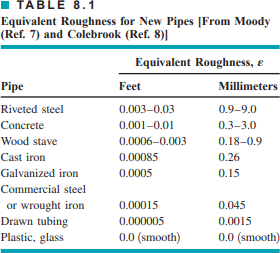 TABLE 8.1
Equivalent Roughness for New Pipes [From Moody
(Ref. 7) and Colebrook (Ref. 8)]
Equivalent Roughness, ε
Pipe Feet Millimeters
Riveted steel 0.003–0.03 0.9–9.0
Concrete 0.001–0.01 0.3–3.0
Wood stave 0.0006–0.003 0.18–0.9
Cast iron 0.00085 0.26
Galvanized iron 0.0005 0.15
Commercial steel
or wrought iron 0.00015 0.045
Drawn tubing 0.000005 0.0015
Plastic, glass 0.0 (smooth) 0.0 (smooth)